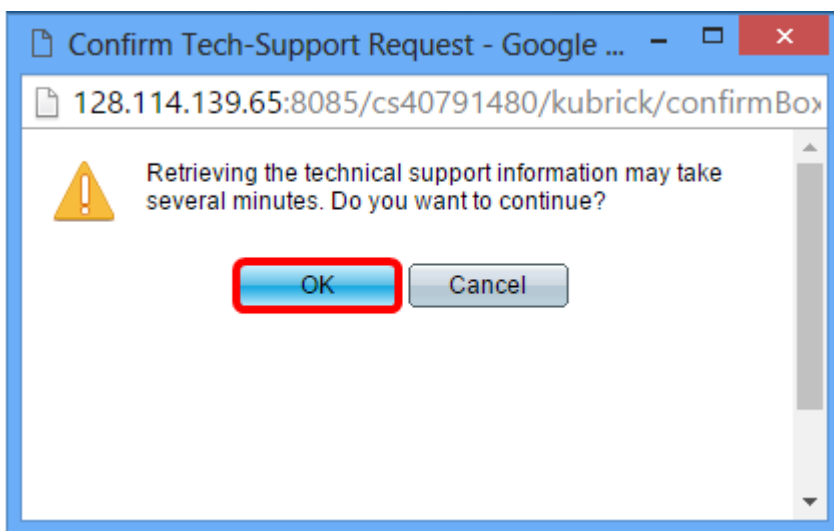 Confirm Tech-Support Request - Google ...
128.114.139.65:8085/cs40791480/kubrick/confirmBox
Retrieving the technical support information may take
several minutes. Do you want to continue?
OK
Cancel